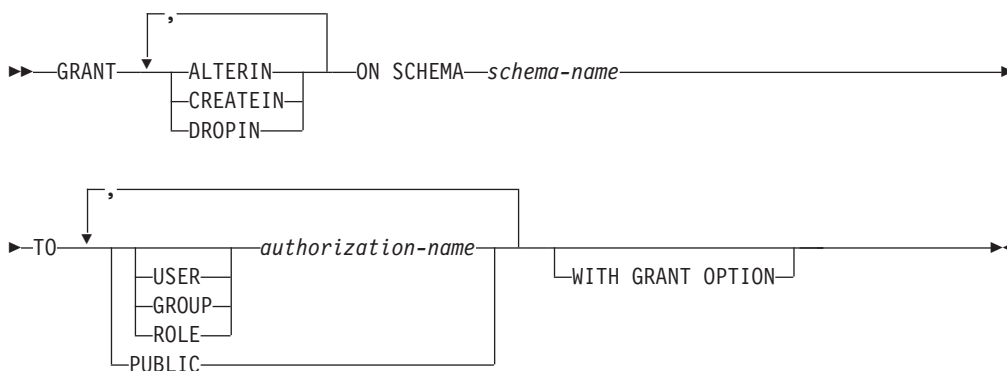 ,
GRANT ALTERIN ON SCHEMA schema-name
CREATEIN
DROPIN
,
TO authorization-name
USER WITH GRANT OPTION
GROUP
ROLE
PUBLIC